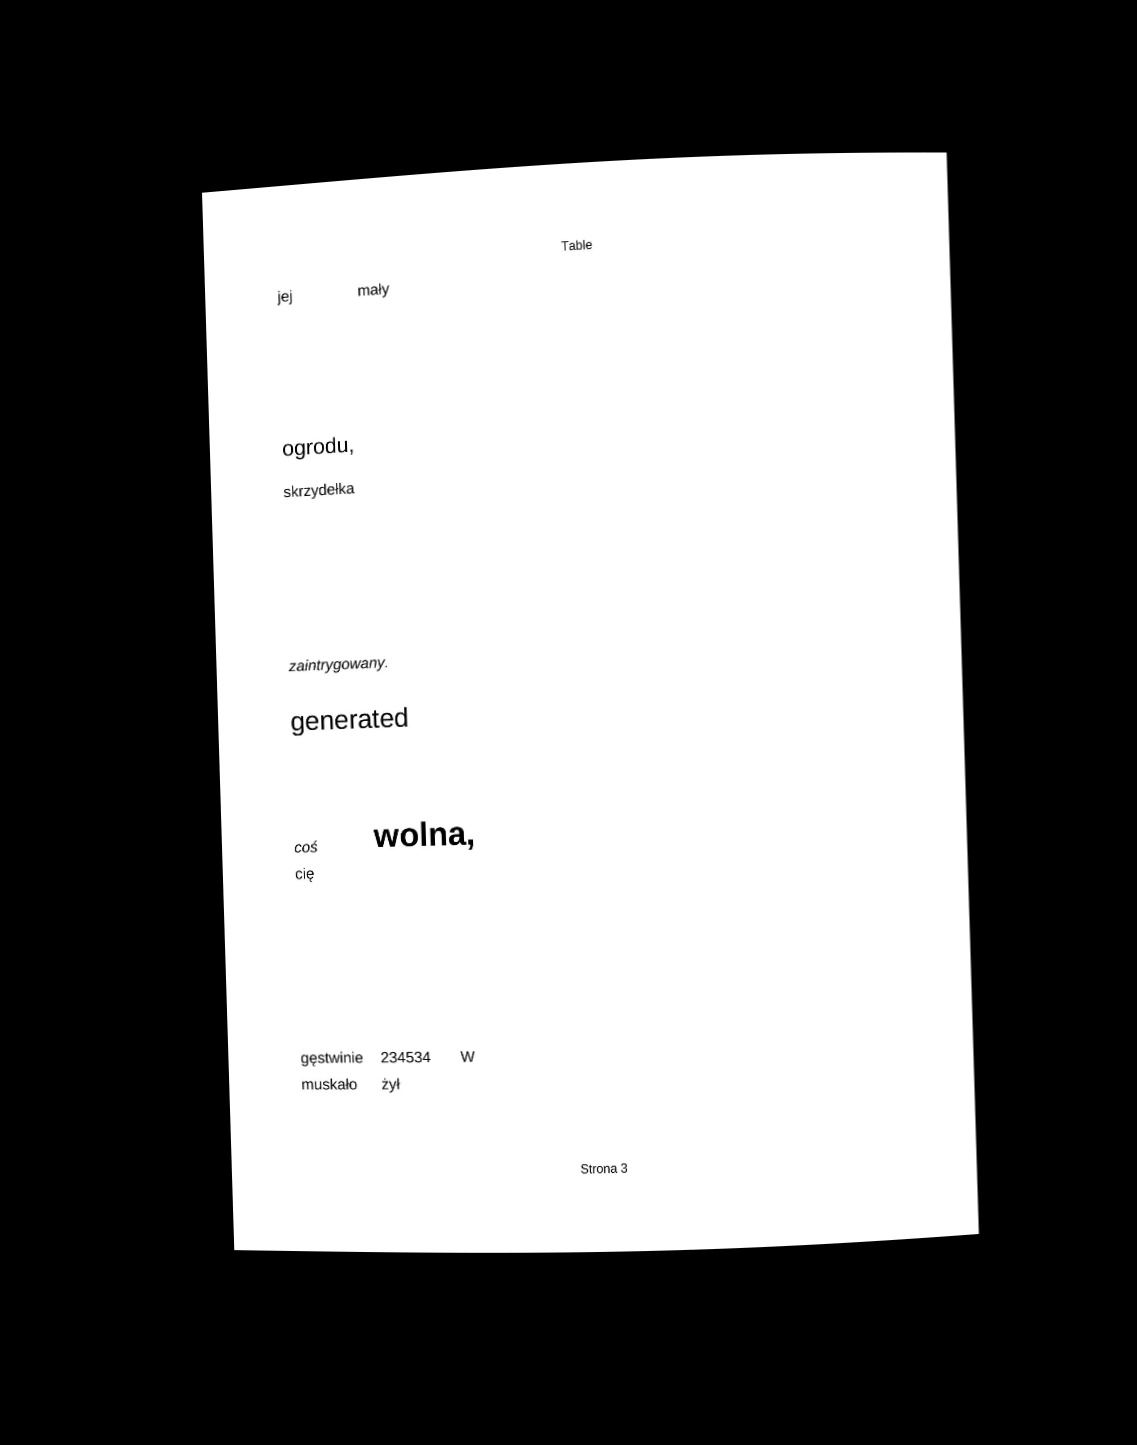 Table
jej mały
ogrodu,
skrzydełka
zaintrygowany.
generated
coś wolna,
cię
gęstwinie 234534 W
muskało żył
Strona 3